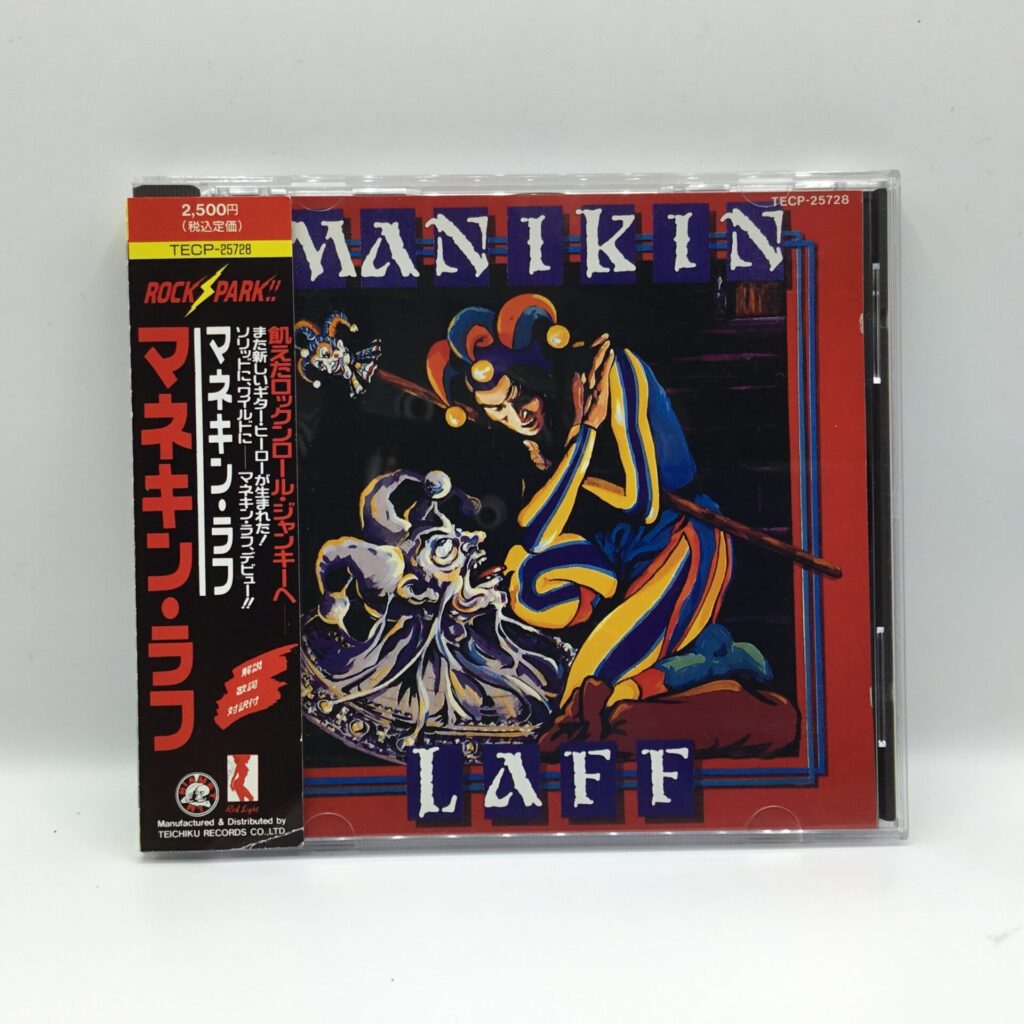 2,500円
(税込定価)
TECP-25728
ROCK PARK!!
飢えたロックンロール・ジャンキーへ
また新しいギター・ヒーローが生まれた!
ソリッドに、ワイルドに——マネキン・ラフ、デビュー!!
マネキン・ラフ
マネキン・ラフ
解説
歌詞
対訳付
Red Light
Manufactured & Distributed by
TEICHIKU RECORDS CO.,LTD.
TECP-25728
MANIKIN
LAFF